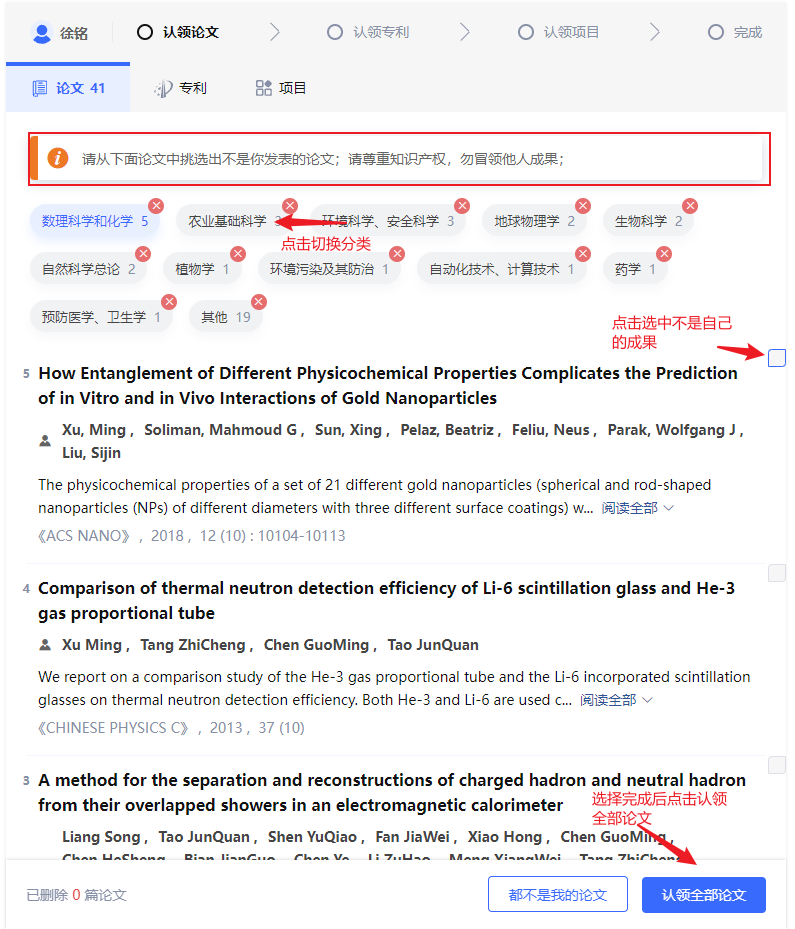 徐铭 认领论文 认领专利 认领项目 完成
论文 41 专利 项目
请从下面论文中挑选出不是你发表的论文；请尊重知识产权，勿冒领他人成果；
数理科学和化学 5 农业基础科学 环境科学、安全科学 3 地球物理学 2 生物科学 2
点击切换分类
自然科学总论 2 植物学 1 环境污染及其防治 1 自动化技术、计算技术 1 药学 1
预防医学、卫生学 1 其他 19
点击选中不是自己
的成果
5 How Entanglement of Different Physicochemical Properties Complicates the Prediction
of in Vitro and in Vivo Interactions of Gold Nanoparticles
Xu, Ming , Soliman, Mahmoud G , Sun, Xing , Pelaz, Beatriz , Feliu, Neus , Parak, Wolfgang J ,
Liu, Sijin
The physicochemical properties of a set of 21 different gold nanoparticles (spherical and rod-shaped
nanoparticles (NPs) of different diameters with three different surface coatings) w... 阅读全部
《ACS NANO》 , 2018 , 12 (10) : 10104-10113
4 Comparison of thermal neutron detection efficiency of Li-6 scintillation glass and He-3
gas proportional tube
Xu Ming , Tang ZhiCheng , Chen GuoMing , Tao JunQuan
We report on a comparison study of the He-3 gas proportional tube and the Li-6 incorporated scintillation
glasses on thermal neutron detection efficiency. Both He-3 and Li-6 are used c... 阅读全部
《CHINESE PHYSICS C》 , 2013 , 37 (10)
3 A method for the separation and reconstructions of charged hadron and neutral hadron
from their overlapped showers in an electromagnetic calorimeter
选择完成后点击认领
全部论文
Liang Song , Tao JunQuan , Shen YuQiao , Fan JiaWei , Xiao Hong , Chen GuoMing ,
Chen HeSheng , Bian JianGuo , Chen Ye , Li ZuHao , Meng XiangWei , Tang ZhiCheng
已删除 0 篇论文 都不是我的论文 认领全部论文